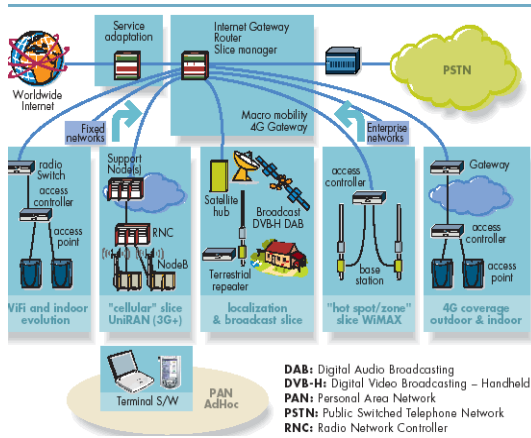 Service
adaptation
Internet Gateway
Router
Slice manager
Worldwide
Internet
PSTN
Macro mobility
4G Gateway
Fixed
networks
Enterprise
networks
radio
Switch
access
controller
access
point
Support
Node(s)
RNC
NodeB
Satellite
hub
Broadcast
DVB-H DAB
Terrestrial
repeater
access
controller
base
station
Gateway
access
controller
access
point
WiFi and indoor
evolution
"cellular" slice
UniRAN (3G+)
localization
& broadcast slice
"hot spot/zone"
slice WiMAX
4G coverage
outdoor & indoor
Terminal S/W
PAN
AdHoc
DAB: Digital Audio Broadcasting
DVB-H: Digital Video Broadcasting – Handheld
PAN: Personal Area Network
PSTN: Public Switched Telephone Network
RNC: Radio Network Controller